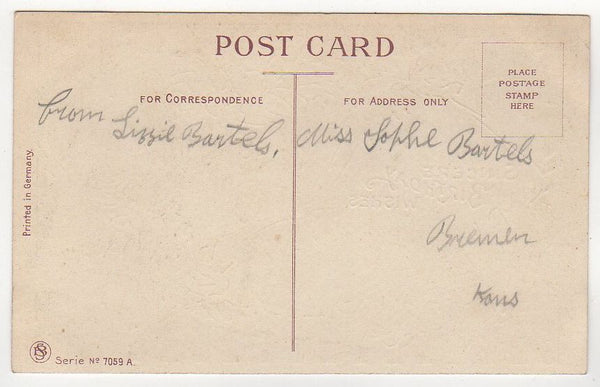 POST CARD
PLACE
POSTAGE
STAMP
HERE
FOR CORRESPONDENCE
FOR ADDRESS ONLY
from Lizzie Bartels.
Miss Sophe Bartels
Bremen
Kans
Printed in Germany.
Serie Nº 7059 A.